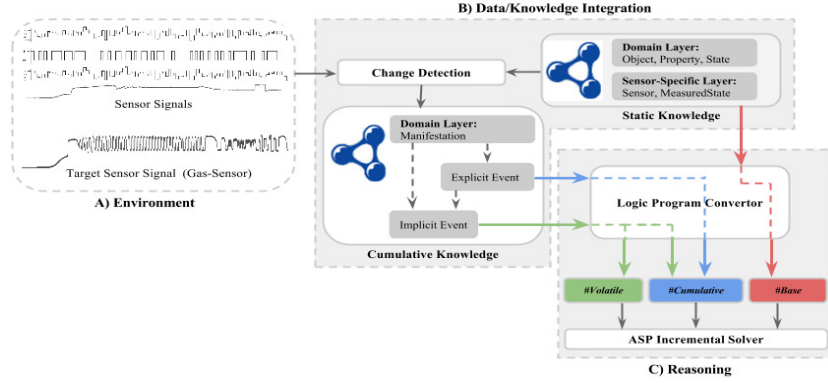 B) Data/Knowledge Integration
Sensor Signals
Target Sensor Signal (Gas-Sensor)
A) Environment
Change Detection
Domain Layer:
Object, Property, State
Sensor-Specific Layer:
Sensor, MeasuredState
Static Knowledge
Domain Layer:
Manifestation
Explicit Event
Implicit Event
Cumulative Knowledge
Logic Program Convertor
#Volatile
#Cumulative
#Base
ASP Incremental Solver
C) Reasoning